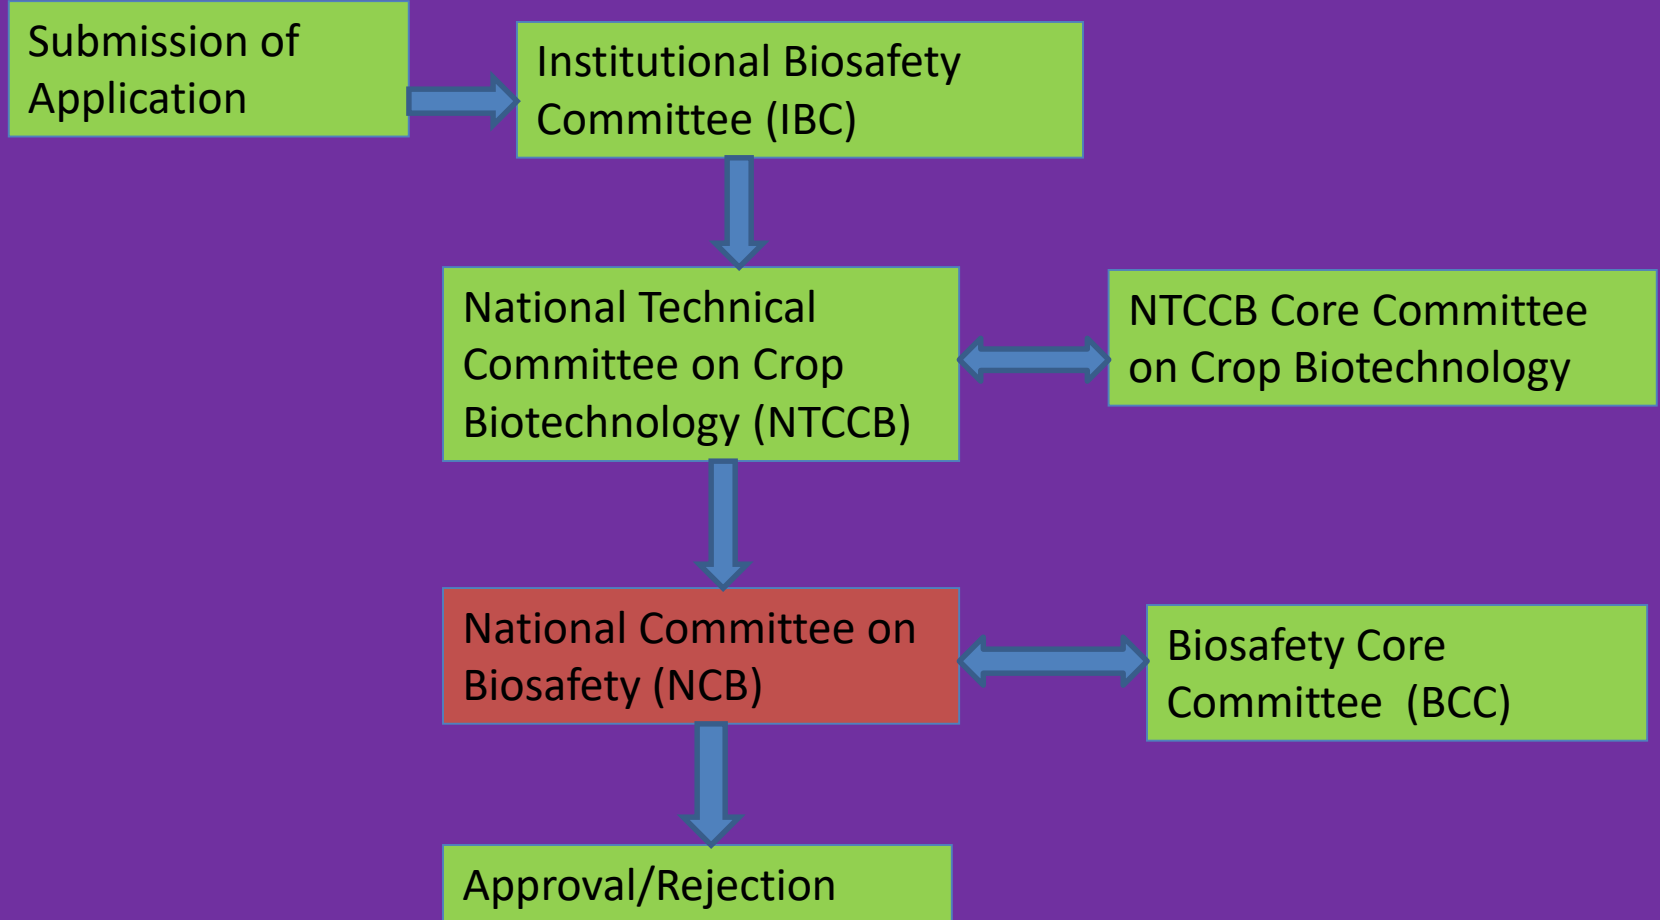 Submission of
Application
Institutional Biosafety
Committee (IBC)
National Technical
Committee on Crop
Biotechnology (NTCCB)
NTCCB Core Committee
on Crop Biotechnology
National Committee on
Biosafety (NCB)
Biosafety Core
Committee (BCC)
Approval/Rejection